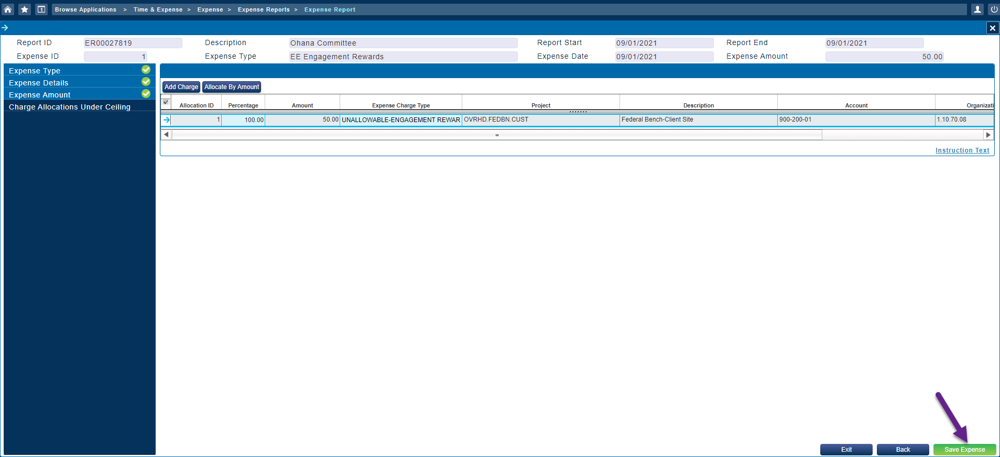 1 Browse Applications > Time & Expense > Expense > Expense Reports > Expense Report
Report ID ER00027819 Description Ohana Committee Report Start 09/01/2021 Report End 09/01/2021
Expense ID 1 Expense Type EE Engagement Rewards Expense Date 09/01/2021 Expense Amount 50.00
Expense Type
Expense Details
Expense Amount
Charge Allocations Under Ceiling
Add Charge Allocate By Amount
Allocation ID Percentage Amount Expense Charge Type Project Description Account Organizati
1 100.00 50.00 UNALLOWABLE-ENGAGEMENT REWAR OVRHD.FEDBN.CUST Federal Bench-Client Site 900-200-01 1.10.70.08
Instruction Text
Exit Back Save Expense